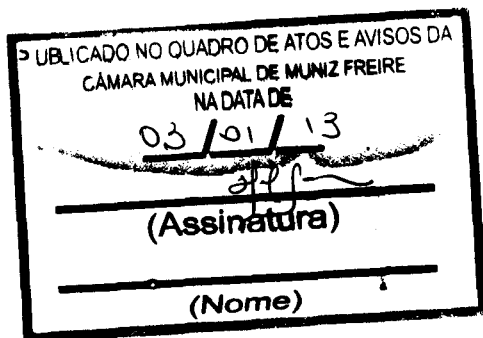 PUBLICADO NO QUADRO DE ATOS E AVISOS DA
CÂMARA MUNICIPAL DE MUNIZ FREIRE
NA DATA DE
03/01/13
(Assinatura)
(Nome)